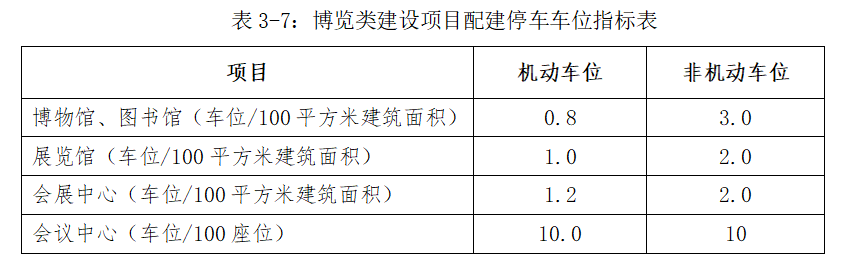 表 3-7：博览类建设项目配建停车车位指标表
项目 机动车位 非机动车位
博物馆、图书馆（车位/100 平方米建筑面积） 0.8 3.0
展览馆（车位/100 平方米建筑面积） 1.0 2.0
会展中心（车位/100 平方米建筑面积） 1.2 2.0
会议中心（车位/100 座位） 10.0 10